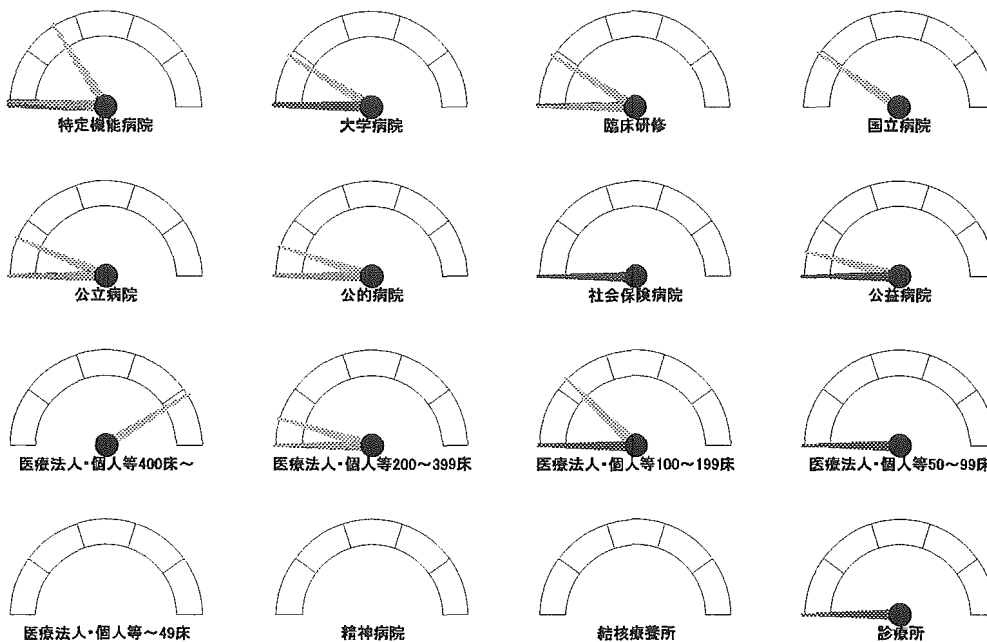 特定機能病院
大学病院
臨床研修
国立病院
公立病院
公的病院
社会保険病院
公益病院
医療法人・個人等400床～
医療法人・個人等200～399床
医療法人・個人等100～199床
医療法人・個人等50～99床
医療法人・個人等～49床
精神病院
結核療養所
診療所